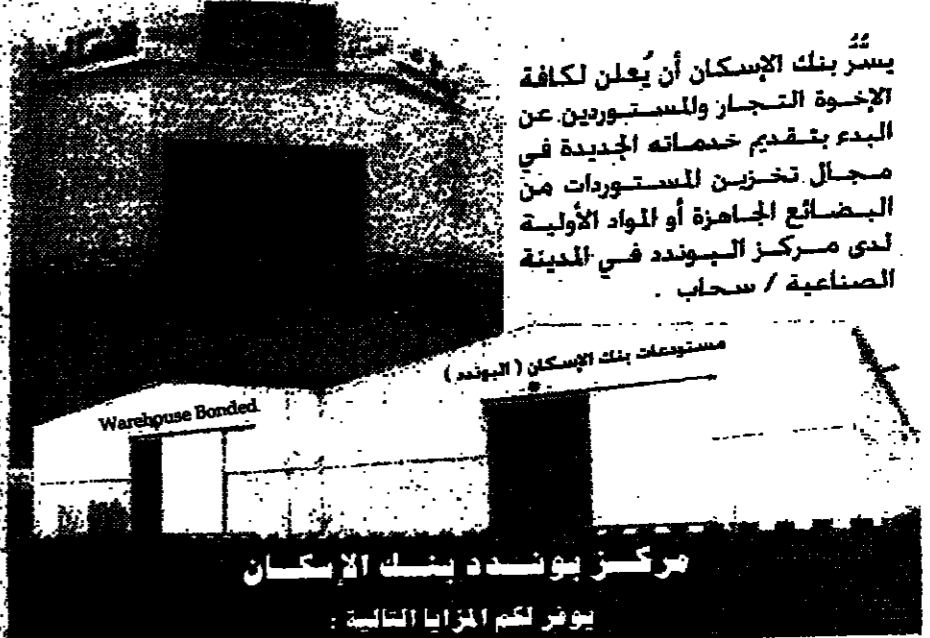 يسُرُّ بنك الإسكان أن يُعلن لكافة
الإخوة التجار والمستوردين عن
البدء بتقديم خدماته الجديدة في
مجال تخزين المستوردات من
البضائع الجاهزة أو المواد الأولية
لدى مركز البوندد في المدينة
الصناعية / سحاب .
مستودعات بنك الإسكان ( البوندد )
Warehouse Bonded
مركز بوندد بنك الإسكان
يوفر لكم المزايا التالية :